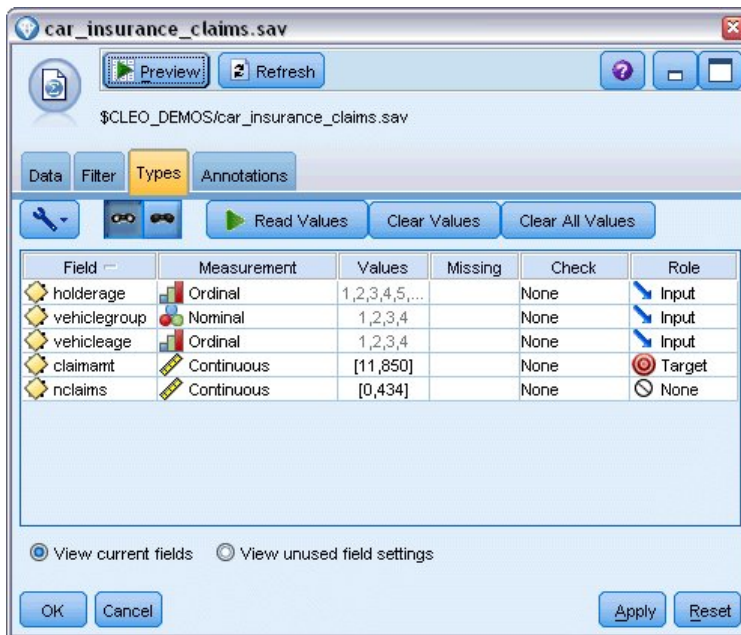 car_insurance_claims.sav
Preview Refresh
$CLEO_DEMOS/car_insurance_claims.sav
Data Filter Types Annotations
Read Values Clear Values Clear All Values
Field Measurement Values Missing Check Role
holderage Ordinal 1,2,3,4,5,... None Input
vehiclegroup Nominal 1,2,3,4 None Input
vehicleage Ordinal 1,2,3,4 None Input
claimamt Continuous [11,850] None Target
nclaims Continuous [0,434] None None
View current fields View unused field settings
OK Cancel Apply Reset